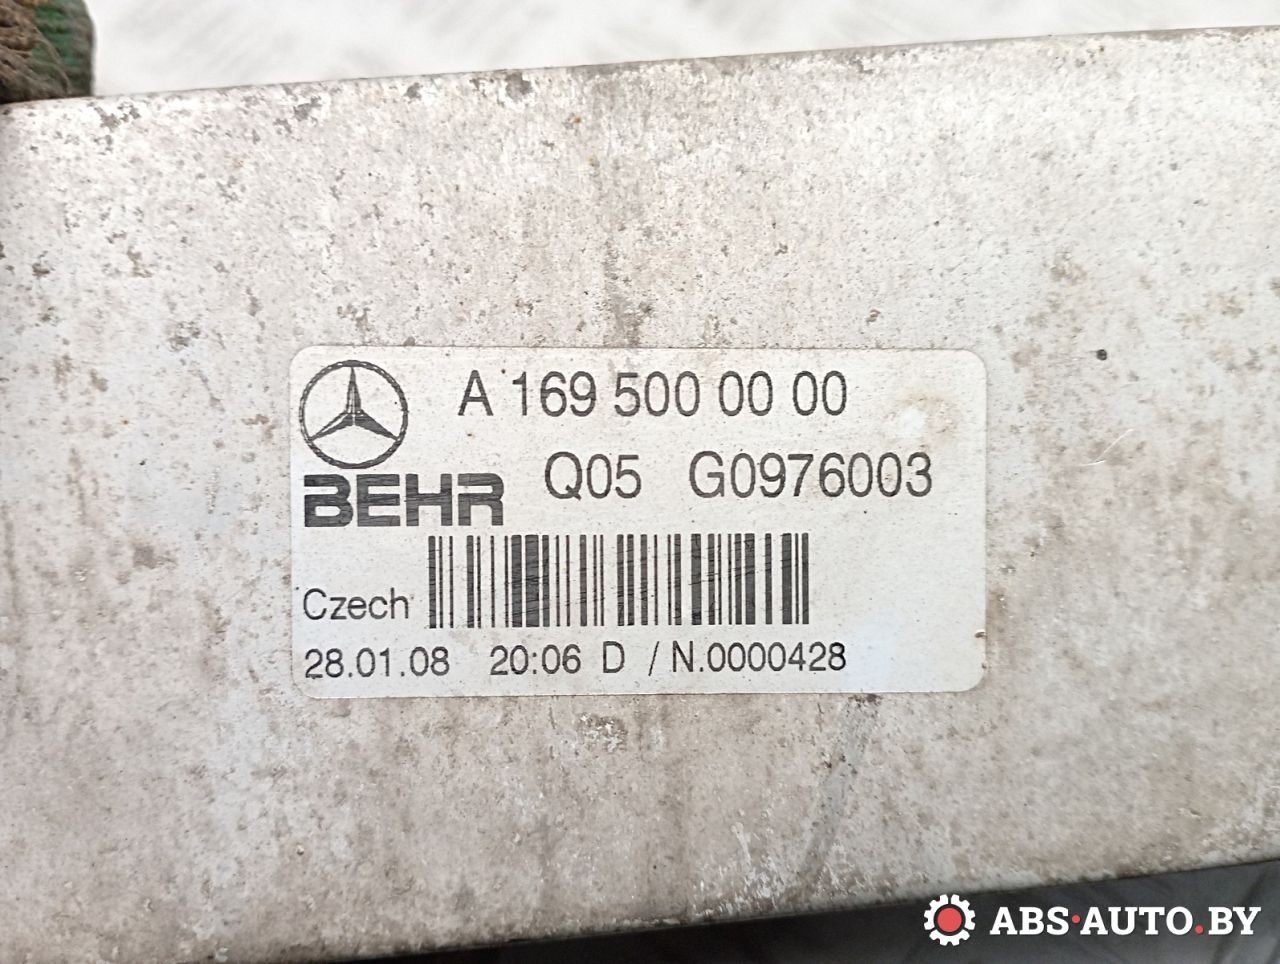 A 169 500 00 00
BEHR Q05 G0976003
Czech
28.01.08 20:06 D / N.0000428
ABS·AUTO.BY